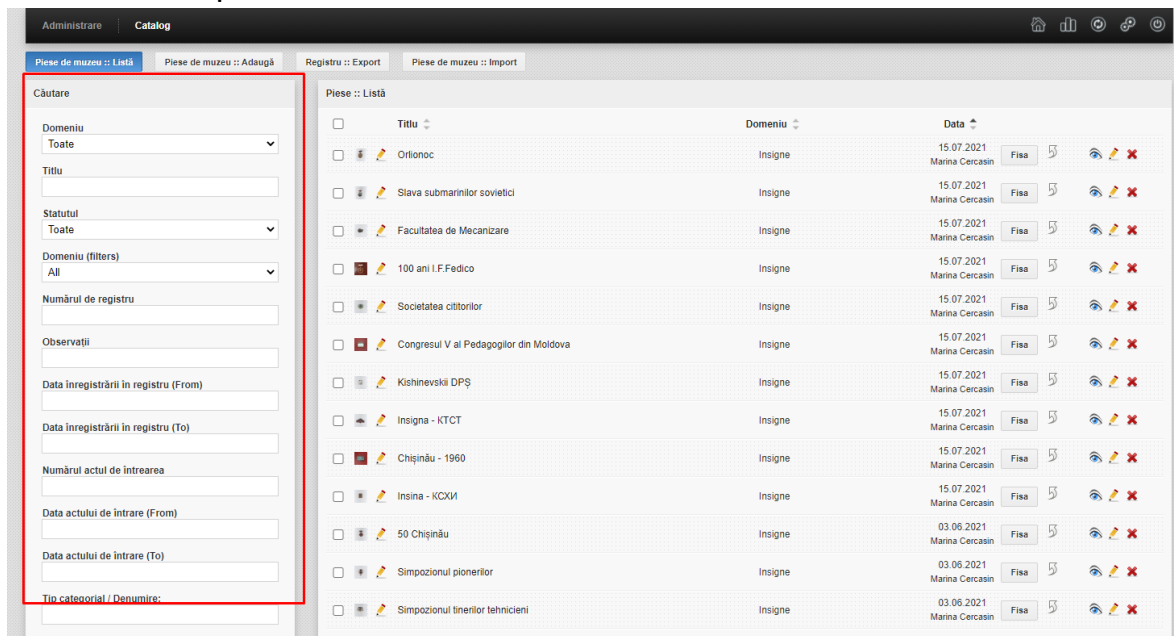 Administrare Catalog
Piese de muzeu :: Listă Piese de muzeu :: Adaugă Registru :: Export Piese de muzeu :: Import
Căutare
Domeniu
Toate
Titlu
Statutul
Toate
Domeniu (filters)
All
Numărul de registru
Observații
Data înregistrării în registru (From)
Data înregistrării în registru (To)
Numărul actul de întrearea
Data actului de întrare (From)
Data actului de întrare (To)
Tip categorial / Denumire:
Piese :: Listă
Titlu Domeniu Data
Orlionoc Insigne 15.07.2021 Marina Cercasin Fisa
Slava submarinilor sovietici Insigne 15.07.2021 Marina Cercasin Fisa
Facultatea de Mecanizare Insigne 15.07.2021 Marina Cercasin Fisa
100 ani I.F.Fedico Insigne 15.07.2021 Marina Cercasin Fisa
Societatea cititorilor Insigne 15.07.2021 Marina Cercasin Fisa
Congresul V al Pedagogilor din Moldova Insigne 15.07.2021 Marina Cercasin Fisa
Kishinevskii DPȘ Insigne 15.07.2021 Marina Cercasin Fisa
Insigna - КТСТ Insigne 15.07.2021 Marina Cercasin Fisa
Chișinău - 1960 Insigne 15.07.2021 Marina Cercasin Fisa
Insina - КСХИ Insigne 15.07.2021 Marina Cercasin Fisa
50 Chișinău Insigne 03.06.2021 Marina Cercasin Fisa
Simpozionul pionerilor Insigne 03.06.2021 Marina Cercasin Fisa
Simpozionul tinerilor tehnicieni Insigne 03.06.2021 Marina Cercasin Fisa